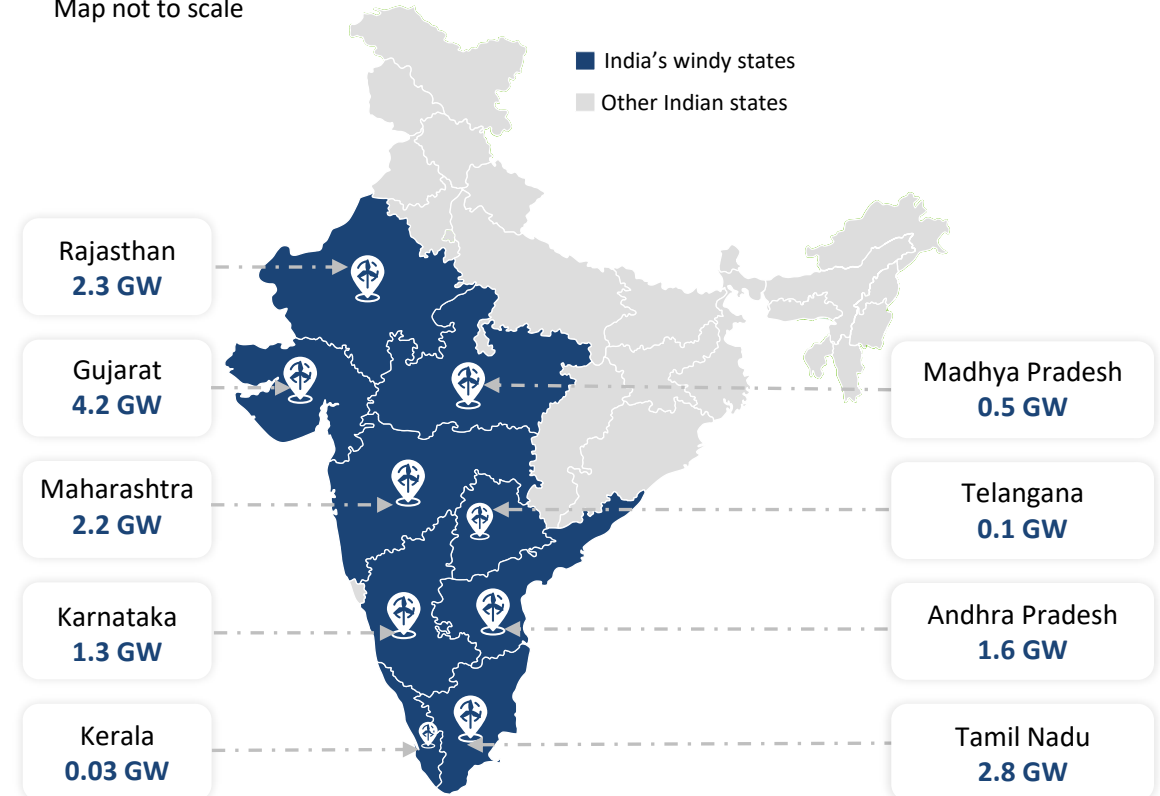 Map not to scale
India’s windy states
Other Indian states
Rajasthan
2.3 GW
Gujarat
4.2 GW
Maharashtra
2.2 GW
Karnataka
1.3 GW
Kerala
0.03 GW
Madhya Pradesh
0.5 GW
Telangana
0.1 GW
Andhra Pradesh
1.6 GW
Tamil Nadu
2.8 GW